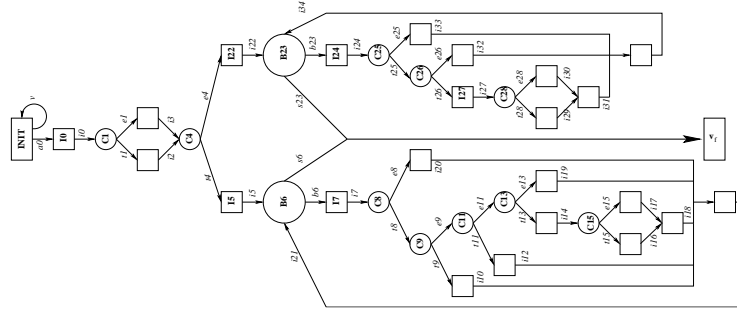 INIT
v
a0
I0
i0
C1
e1
t1
i3
i2
C4
e4
t4
I22
i22
B23
b23
I24
i24
C25
e25
i33
t25
C26
e26
i32
t26
I27
i27
C28
e28
t28
i30
i29
i31
i34
s23
s6
v f
I5
i5
B6
b6
I7
i7
C8
e8
i20
t8
C9
e9
t9
i10
C11
e11
t11
i12
C13
e13
i19
t13
i14
C15
e15
t15
i17
i16
i18
i21